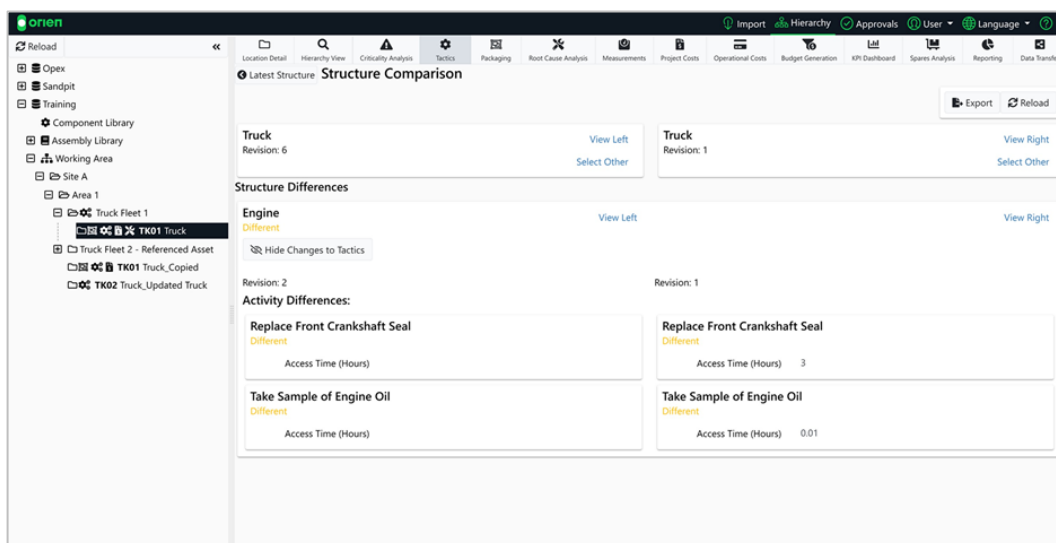 orien
Import Hierarchy Approvals User Language
Reload
Opex
Sandpit
Training
Component Library
Assembly Library
Working Area
Site A
Area 1
Truck Fleet 1
TK01 Truck
Truck Fleet 2 - Referenced Asset
TK01 Truck_Copied
TK02 Truck_Updated Truck
Location Detail Hierarchy View Criticality Analysis Tactics Packaging Root Cause Analysis Measurements Project Costs Operational Costs Budget Generation KPI Dashboard Spares Analysis Reporting Data Transfe
Latest Structure Structure Comparison
Export Reload
Truck
Revision: 6
View Left
Select Other
Truck
Revision: 1
View Right
Select Other
Structure Differences
Engine
Different
View Left
View Right
Hide Changes to Tactics
Revision: 2
Revision: 1
Activity Differences:
Replace Front Crankshaft Seal
Different
Access Time (Hours)
Replace Front Crankshaft Seal
Different
Access Time (Hours) 3
Take Sample of Engine Oil
Different
Access Time (Hours)
Take Sample of Engine Oil
Different
Access Time (Hours) 0.01